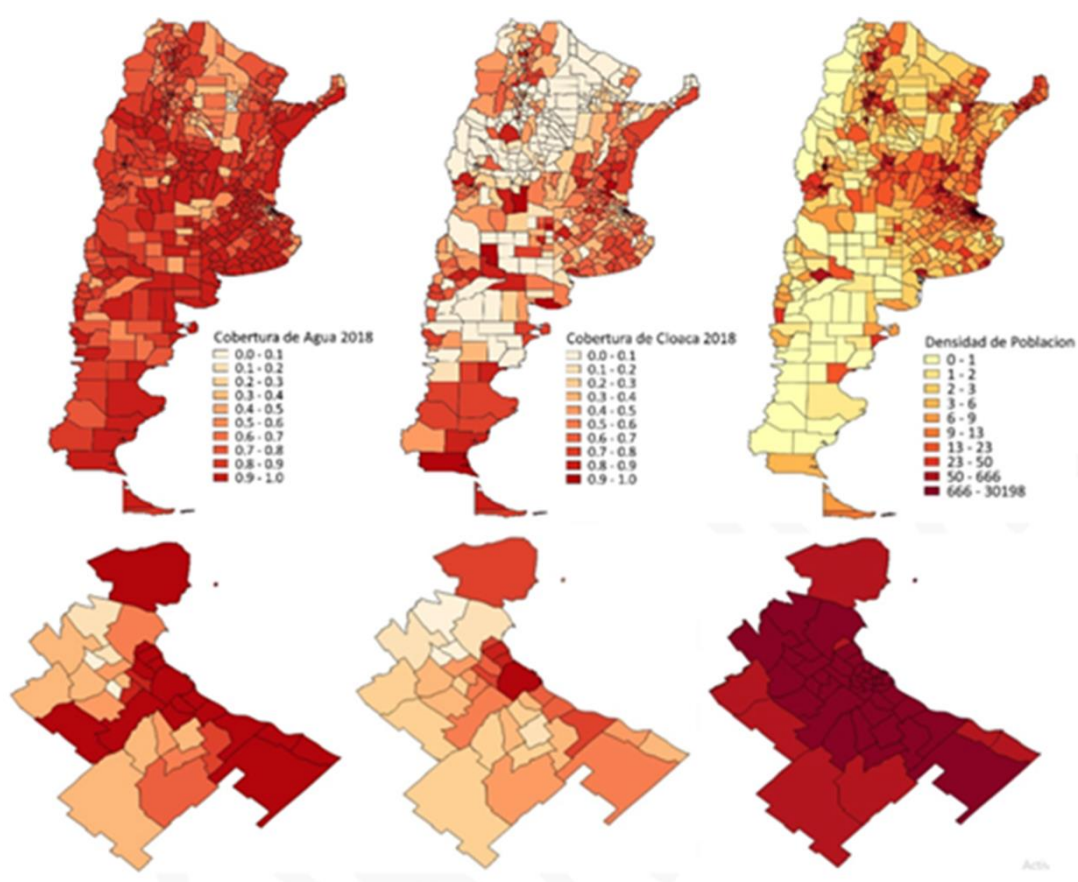 Cobertura de Agua 2018
0.0 - 0.1
0.1 - 0.2
0.2 - 0.3
0.3 - 0.4
0.4 - 0.5
0.5 - 0.6
0.6 - 0.7
0.7 - 0.8
0.8 - 0.9
0.9 - 1.0
Cobertura de Cloaca 2018
0.0 - 0.1
0.1 - 0.2
0.2 - 0.3
0.3 - 0.4
0.4 - 0.5
0.5 - 0.6
0.6 - 0.7
0.7 - 0.8
0.8 - 0.9
0.9 - 1.0
Densidad de Poblacion
0 - 1
1 - 2
2 - 3
3 - 6
6 - 9
9 - 13
13 - 23
23 - 50
50 - 666
666 - 30198
Activ